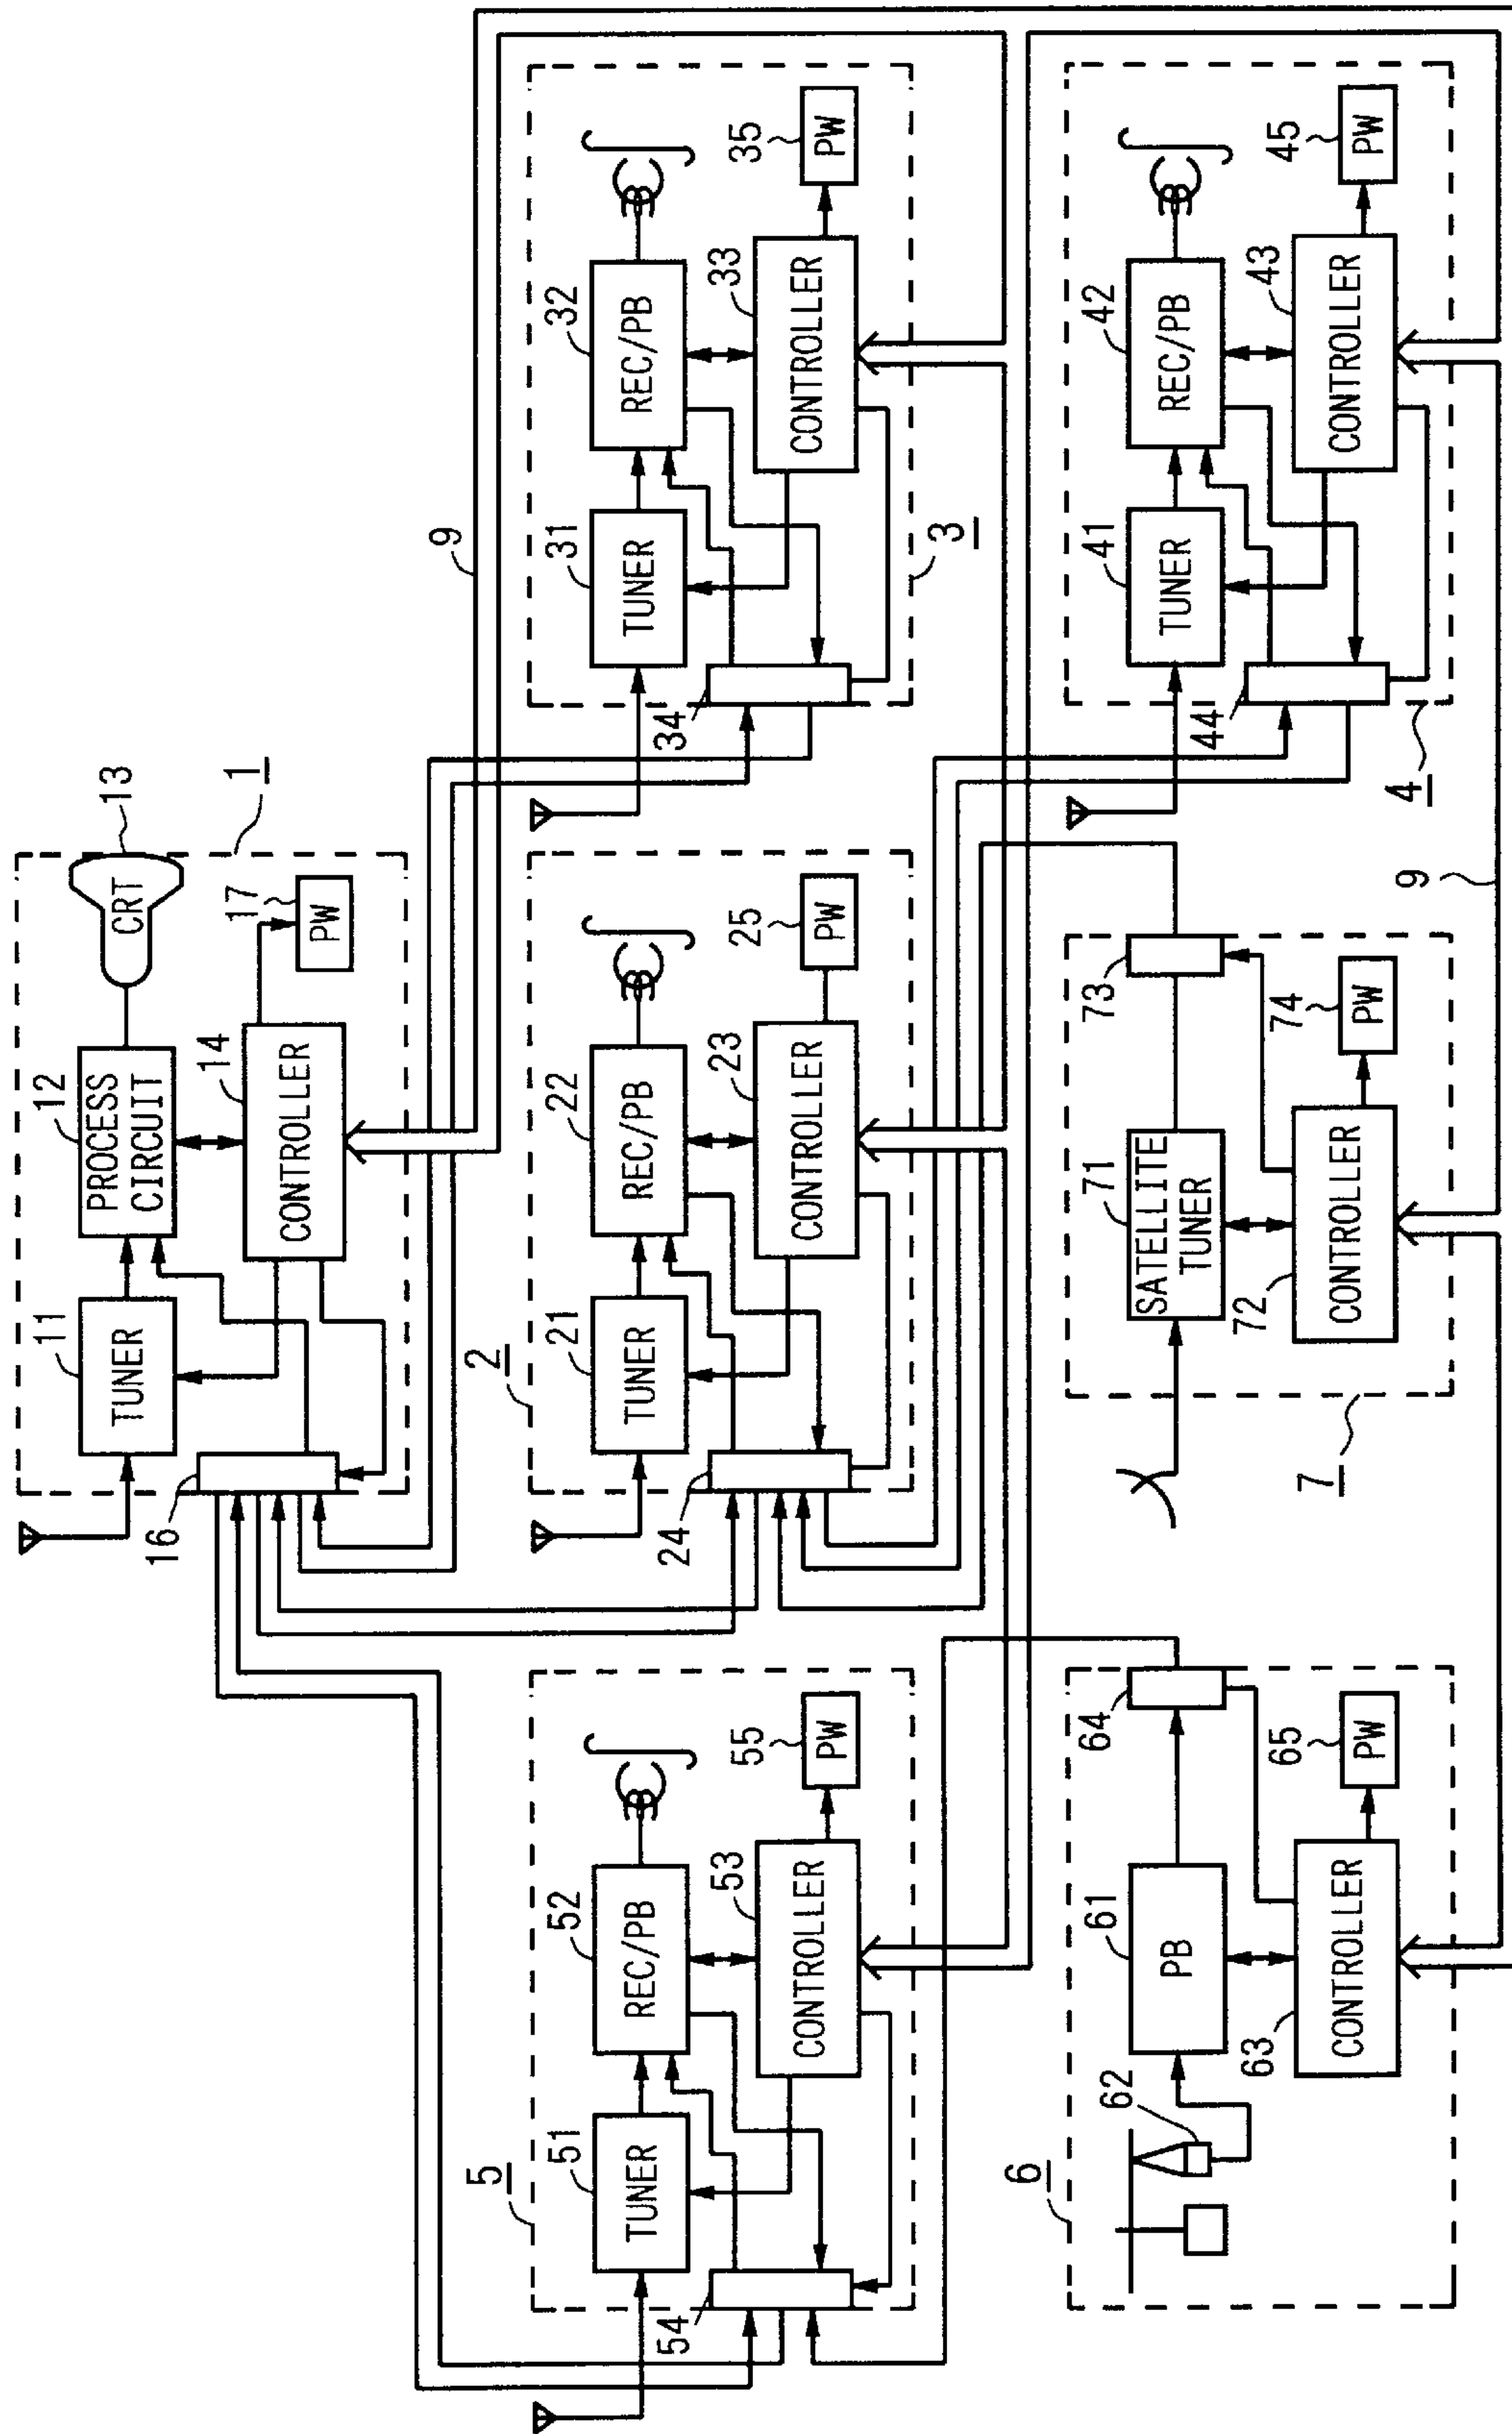 1
11
TUNER
12
PROCESS
CIRCUIT
13
CRT
14
CONTROLLER
16
17
PW
9
5
51
TUNER
52
REC/PB
53
CONTROLLER
54
55
PW
2
21
TUNER
22
REC/PB
23
CONTROLLER
24
25
PW
3
31
TUNER
32
REC/PB
33
CONTROLLER
34
35
PW
6
61
PB
62
63
CONTROLLER
64
65
PW
7
71
SATELLITE
TUNER
72
CONTROLLER
73
74
PW
4
41
TUNER
42
REC/PB
43
CONTROLLER
44
45
PW
9